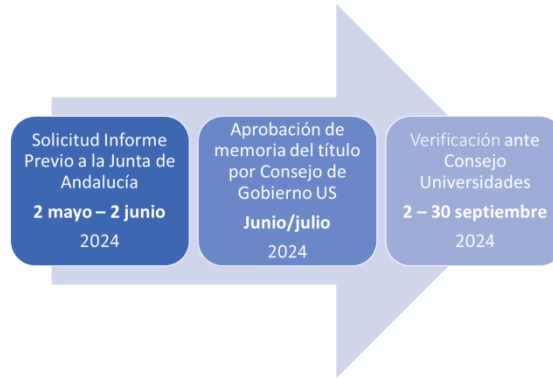 Solicitud Informe
Previo a la Junta de
Andalucía
2 mayo – 2 junio
2024
Aprobación de
memoria del título
por Consejo de
Gobierno US
Junio/julio
2024
Verificación ante
Consejo
Universidades
2 – 30 septiembre
2024